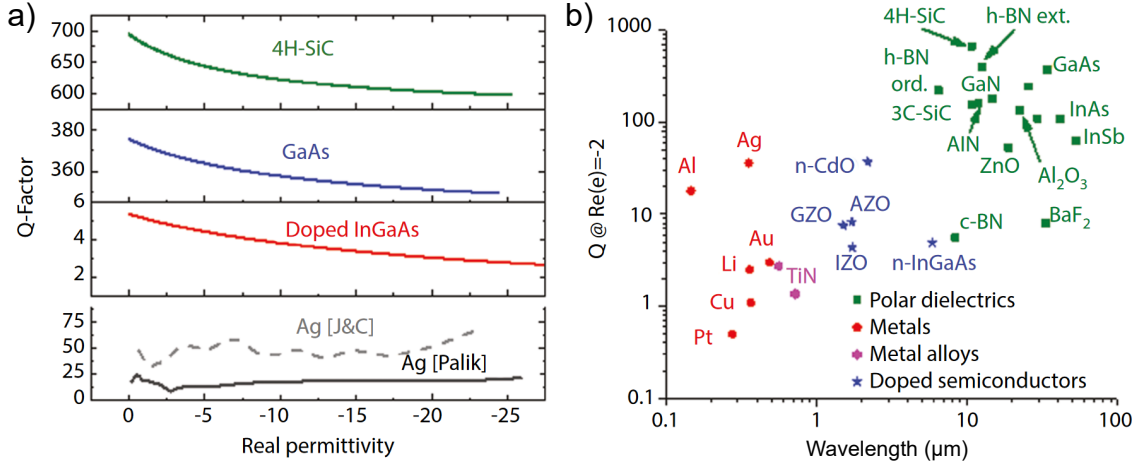 a)
Q-Factor
700
650
600
4H-SiC
380
360
GaAs
6
4
2
Doped InGaAs
75
50
25
0
Ag [J&C]
Ag [Palik]
0 -5 -10 -15 -20 -25
Real permittivity
b)
Q @ Re(e)=-2
1000
100
10
1
0.1
4H-SiC
h-BN ext.
h-BN
ord.
GaN
GaAs
3C-SiC
InAs
AlN
InSb
ZnO
Al₂O₃
Ag
Al
n-CdO
GZO
AZO
c-BN
BaF₂
Au
Li
TiN
IZO
n-InGaAs
Cu
Pt
Polar dielectrics
Metals
Metal alloys
Doped semiconductors
0.1 1 10 100
Wavelength (µm)